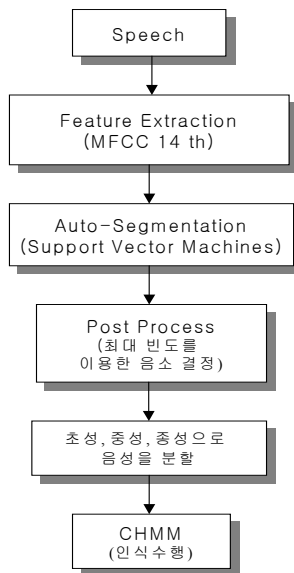 Speech
Feature Extraction
(MFCC 14 th)
Auto-Segmentation
(Support Vector Machines)
Post Process
(최대 빈도를
이용한 음소 결정)
초성, 중성, 종성으로
음성을 분할
CHMM
(인식수행)